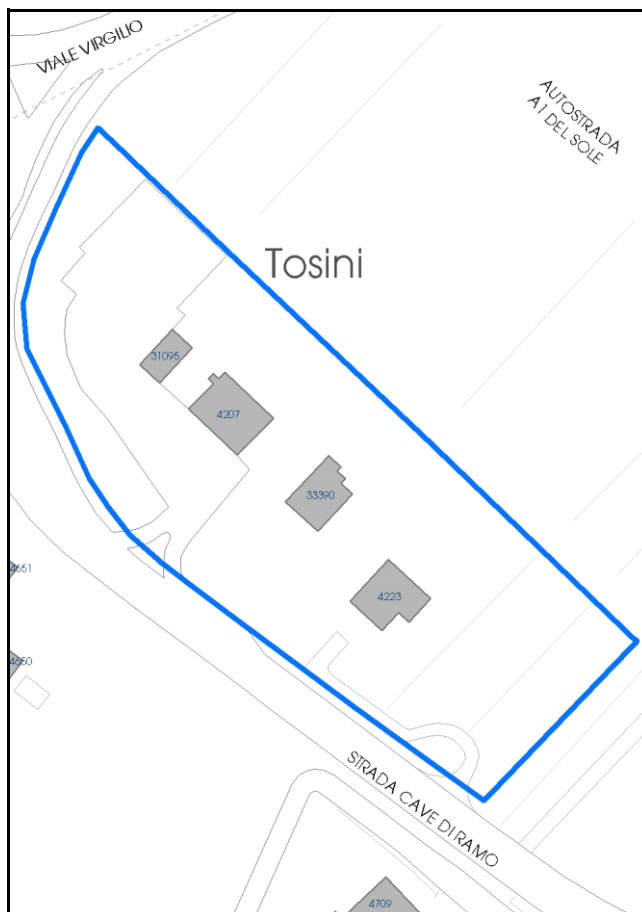 VIALE VIRGILIO
AUTOSTRADA
A1 DEL SOLE
Tosini
31095
4207
33390
4223
4651
4650
STRADA CAVE DI RAMO
4709